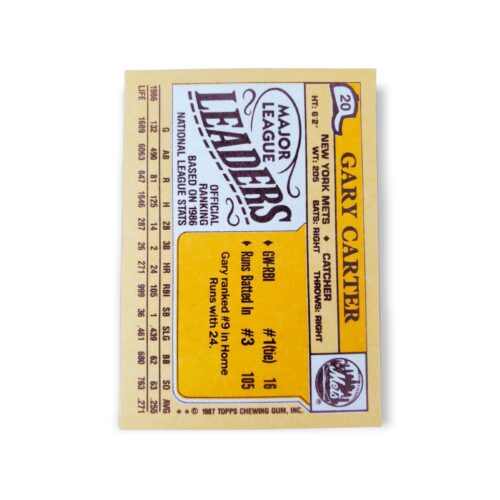 20
GARY CARTER
NEW YORK METS ♦ CATCHER
HT: 6'2" WT: 205 BATS: RIGHT THROWS: RIGHT
Mets
MAJOR
LEAGUE
LEADERS
OFFICIAL
RANKING
BASED ON 1986
NATIONAL LEAGUE STATS
♦ GW-RBI #1 (tie) 16
♦ Runs Batted In #3 105
Gary ranked #9 in Home
Runs with 24.
G AB R H 2B 3B HR RBI SB SLG BB SO AVG
1986 132 490 81 125 14 2 24 105 1 .439 62 63 .255
LIFE 1689 6063 847 1646 287 26 271 999 36 .461 680 763 .271
* * © 1987 TOPPS CHEWING GUM, INC.